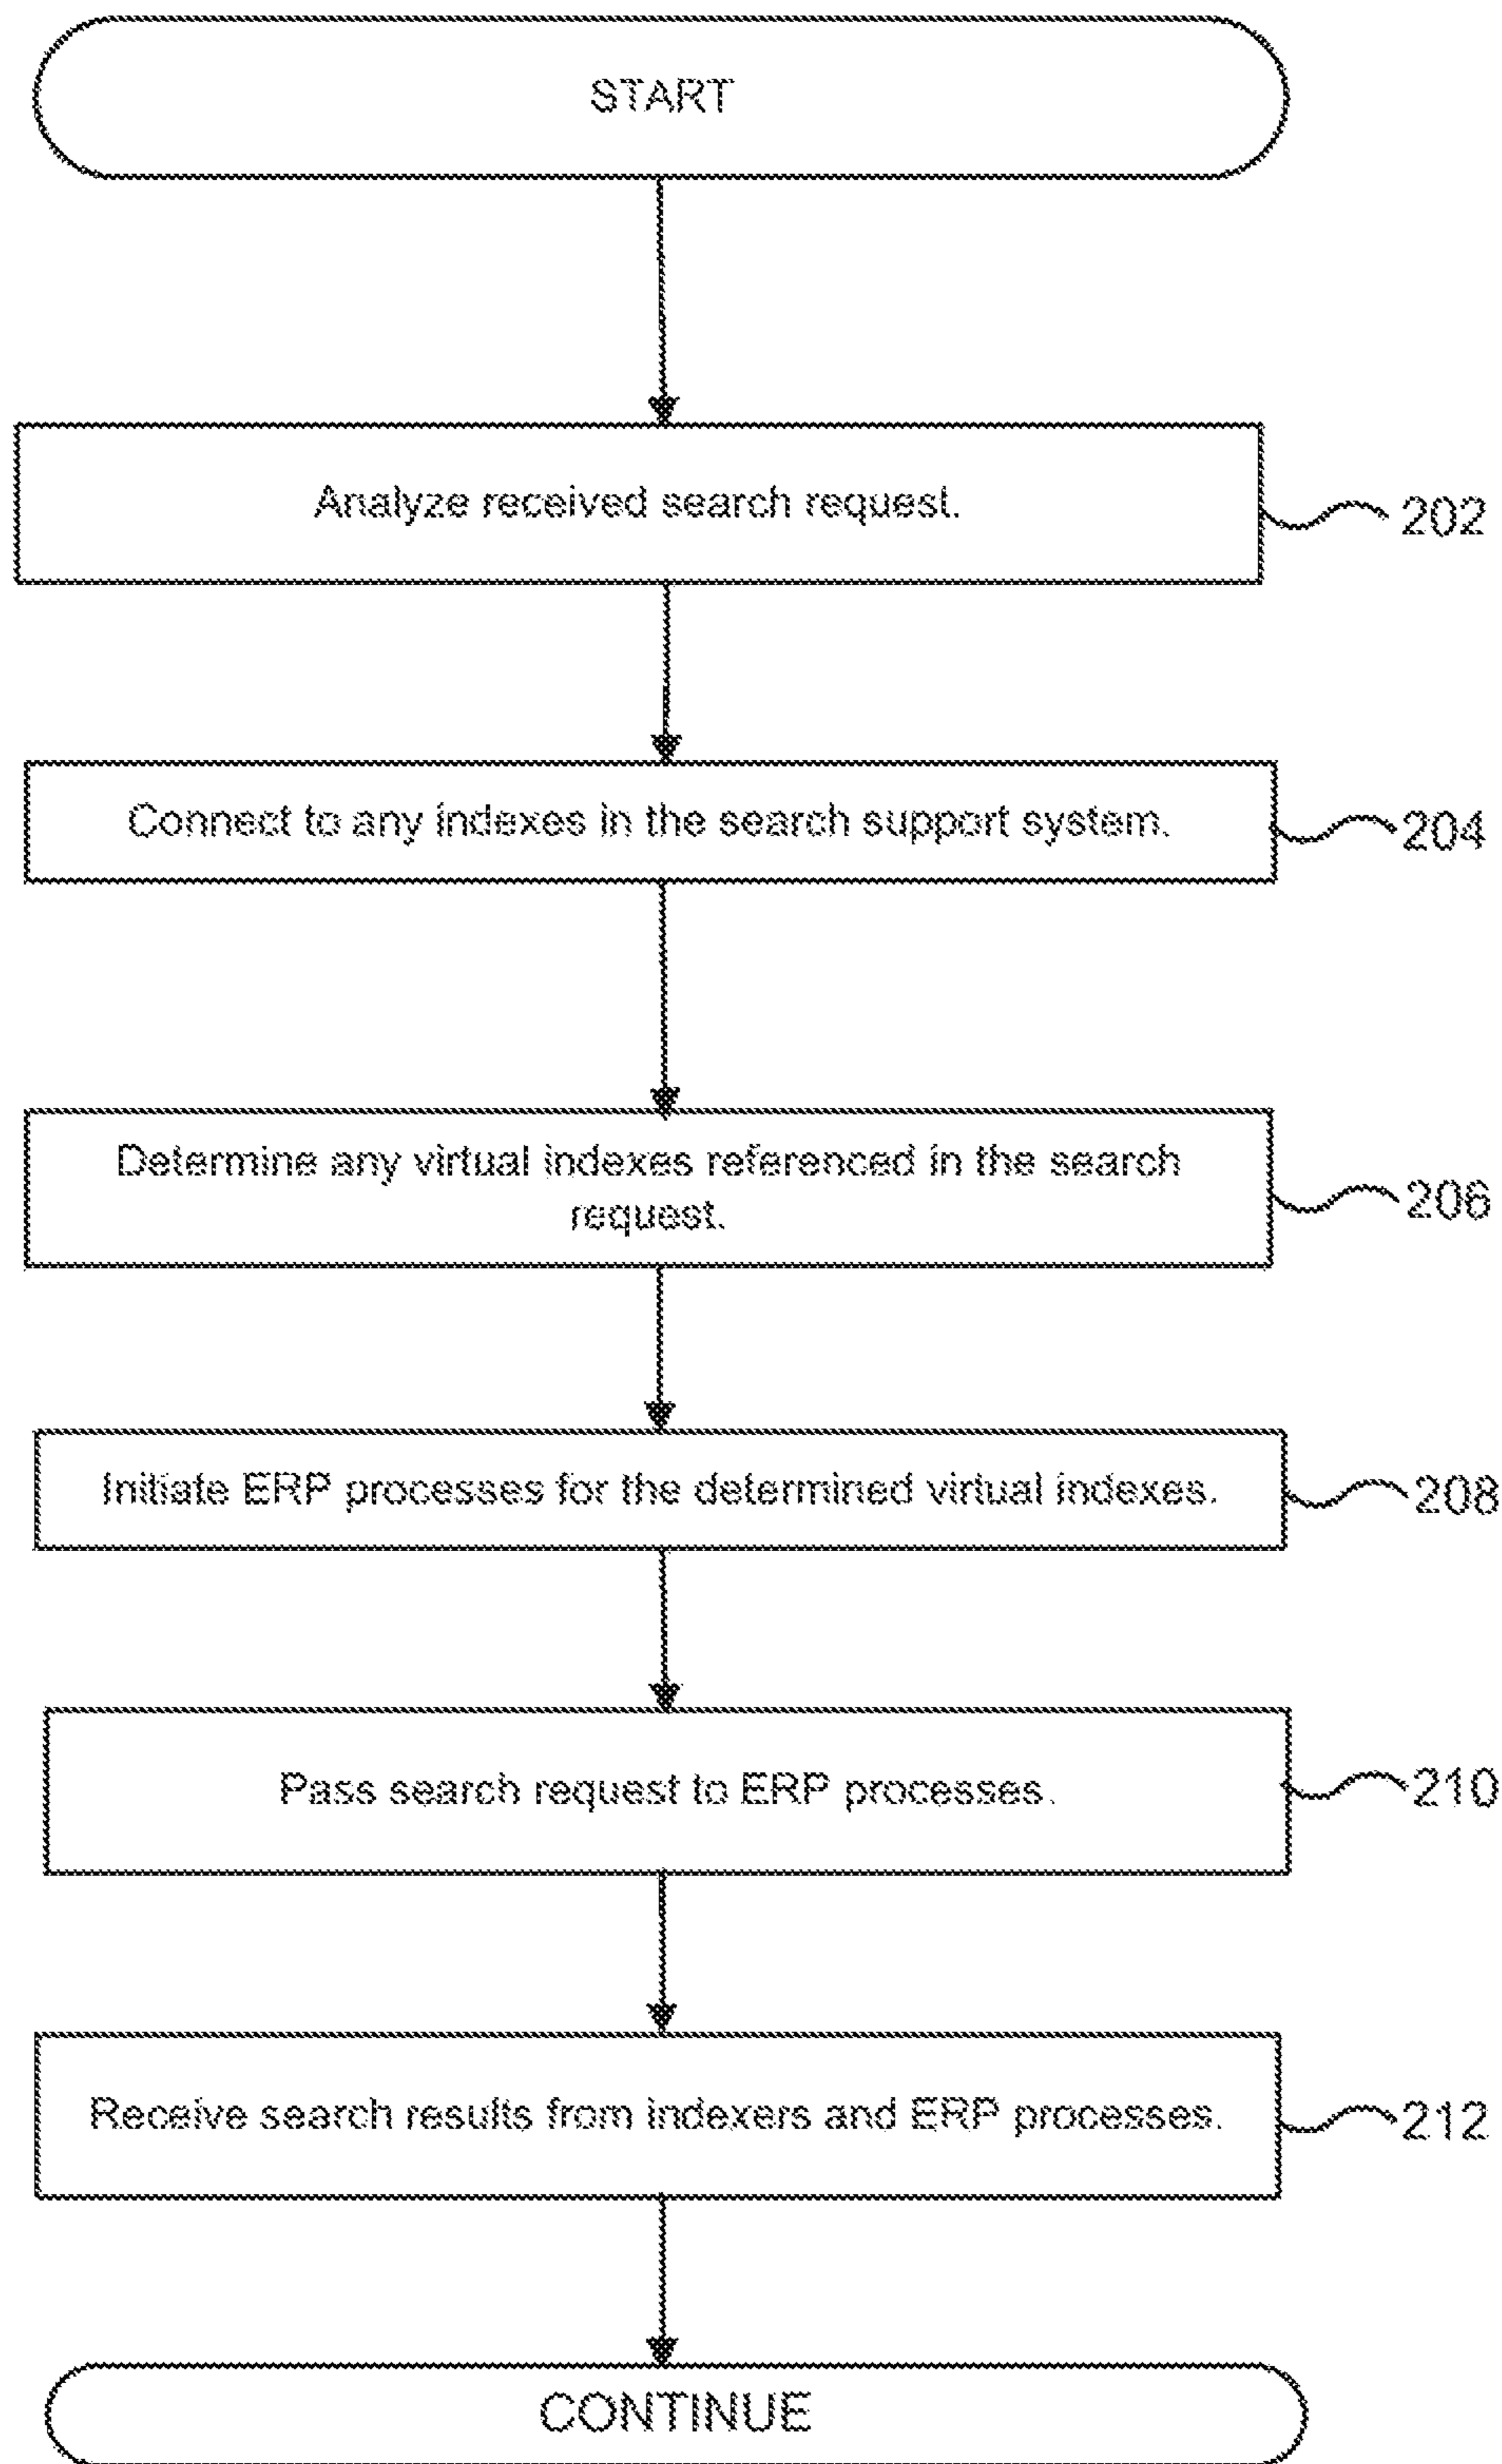 START
Analyze received search request.
202
Connect to any indexes in the search support system.
204
Determine any virtual indexes referenced in the search
request.
206
Initiate ERP processes for the determined virtual indexes.
208
Pass search request to ERP processes.
210
Receive search results from indexers and ERP processes.
212
CONTINUE